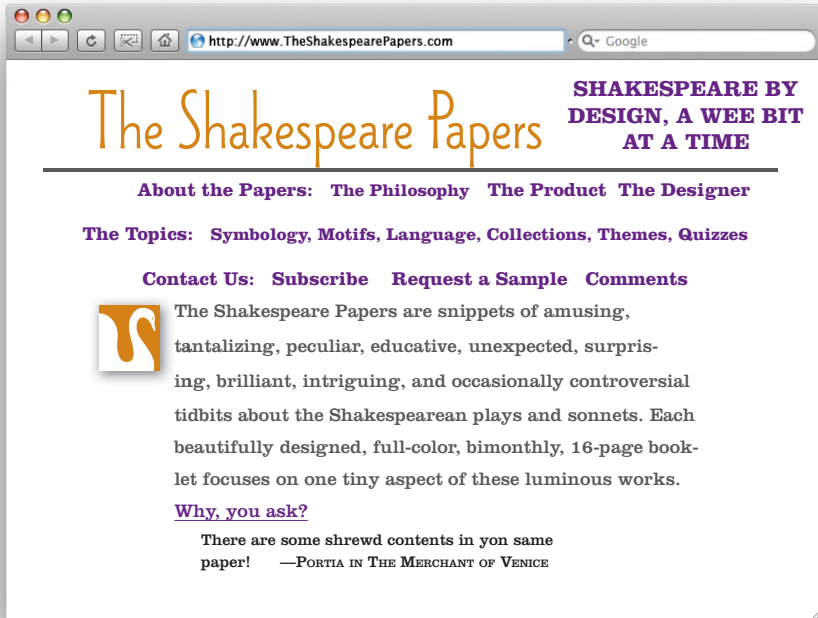 http://www.TheShakespearePapers.com
Google
The Shakespeare Papers
SHAKESPEARE BY
DESIGN, A WEE BIT
AT A TIME
About the Papers: The Philosophy The Product The Designer
The Topics: Symbology, Motifs, Language, Collections, Themes, Quizzes
Contact Us: Subscribe Request a Sample Comments
The Shakespeare Papers are snippets of amusing,
tantalizing, peculiar, educative, unexpected, surpris-
ing, brilliant, intriguing, and occasionally controversial
tidbits about the Shakespearean plays and sonnets. Each
beautifully designed, full-color, bimonthly, 16-page book-
let focuses on one tiny aspect of these luminous works.
Why, you ask?
There are some shrewd contents in yon same
paper! —Portia in The Merchant of Venice